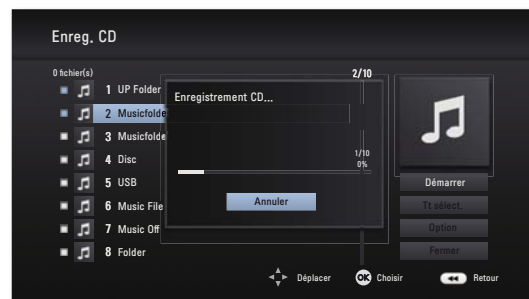 Enreg. CD
0 fichier(s)
2/10
1 UP Folder
2 Musicfolde
3 Musicfolde
4 Disc
5 USB
6 Music File
7 Music Off
8 Folder
Enregistrement CD...
1/10
0%
Annuler
Démarrer
Tt sélect.
Option
Fermer
Déplacer
OK Choisir
Retour